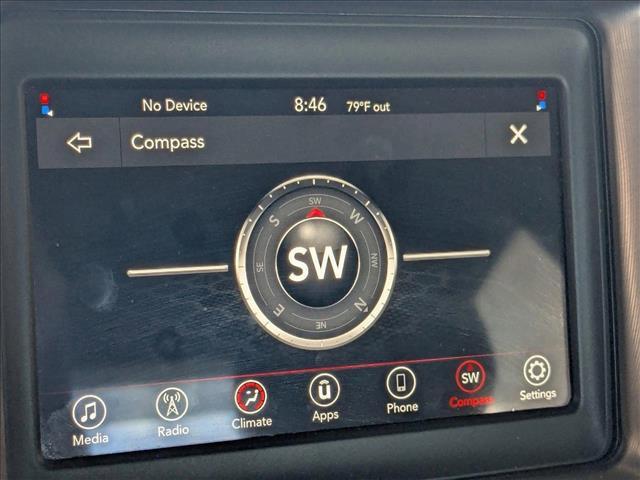 No Device 8:46 79°F out
Compass X
SW
S W
SW
SE NW
E N
NE
SW
Media Radio Climate Apps Phone Compass Settings